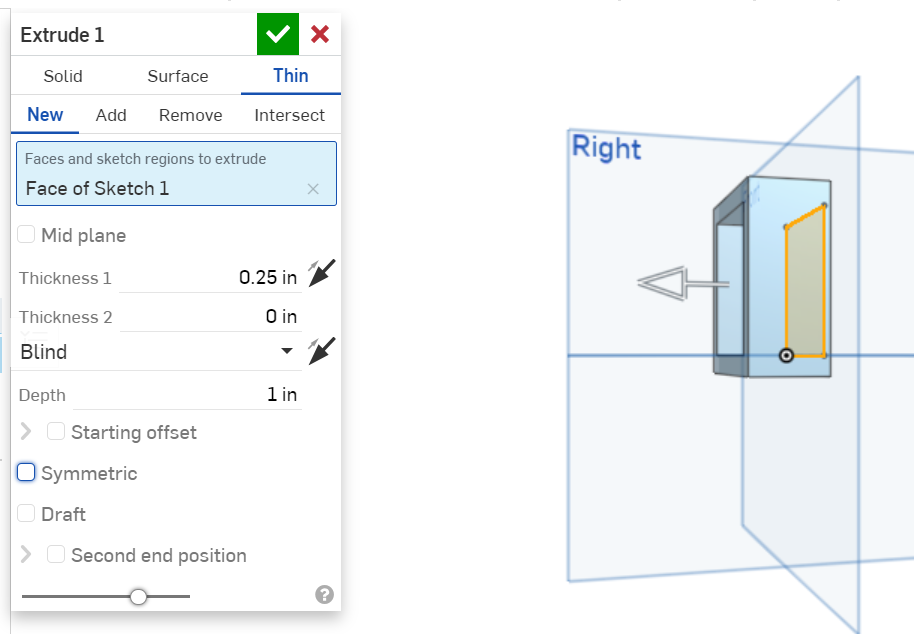 Extrude 1
Solid Surface Thin
New Add Remove Intersect
Faces and sketch regions to extrude
Face of Sketch 1
Mid plane
Thickness 1 0.25 in
Thickness 2 0 in
Blind
Depth 1 in
Starting offset
Symmetric
Draft
Second end position
?
Right